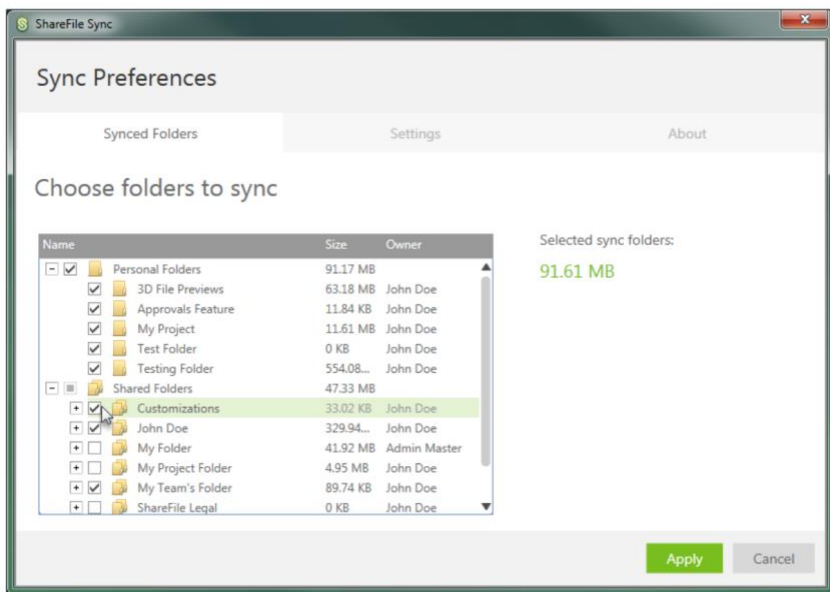 ShareFile Sync
Sync Preferences
Synced Folders Settings About
Choose folders to sync
Name Size Owner
Personal Folders 91.17 MB
3D File Previews 63.18 MB John Doe
Approvals Feature 11.84 KB John Doe
My Project 11.61 MB John Doe
Test Folder 0 KB John Doe
Testing Folder 554.08... John Doe
Shared Folders 47.33 MB
Customizations 33.02 KB John Doe
John Doe 329.94... John Doe
My Folder 41.92 MB Admin Master
My Project Folder 4.95 MB John Doe
My Team's Folder 89.74 KB John Doe
ShareFile Legal 0 KB John Doe
Selected sync folders:
91.61 MB
Apply Cancel